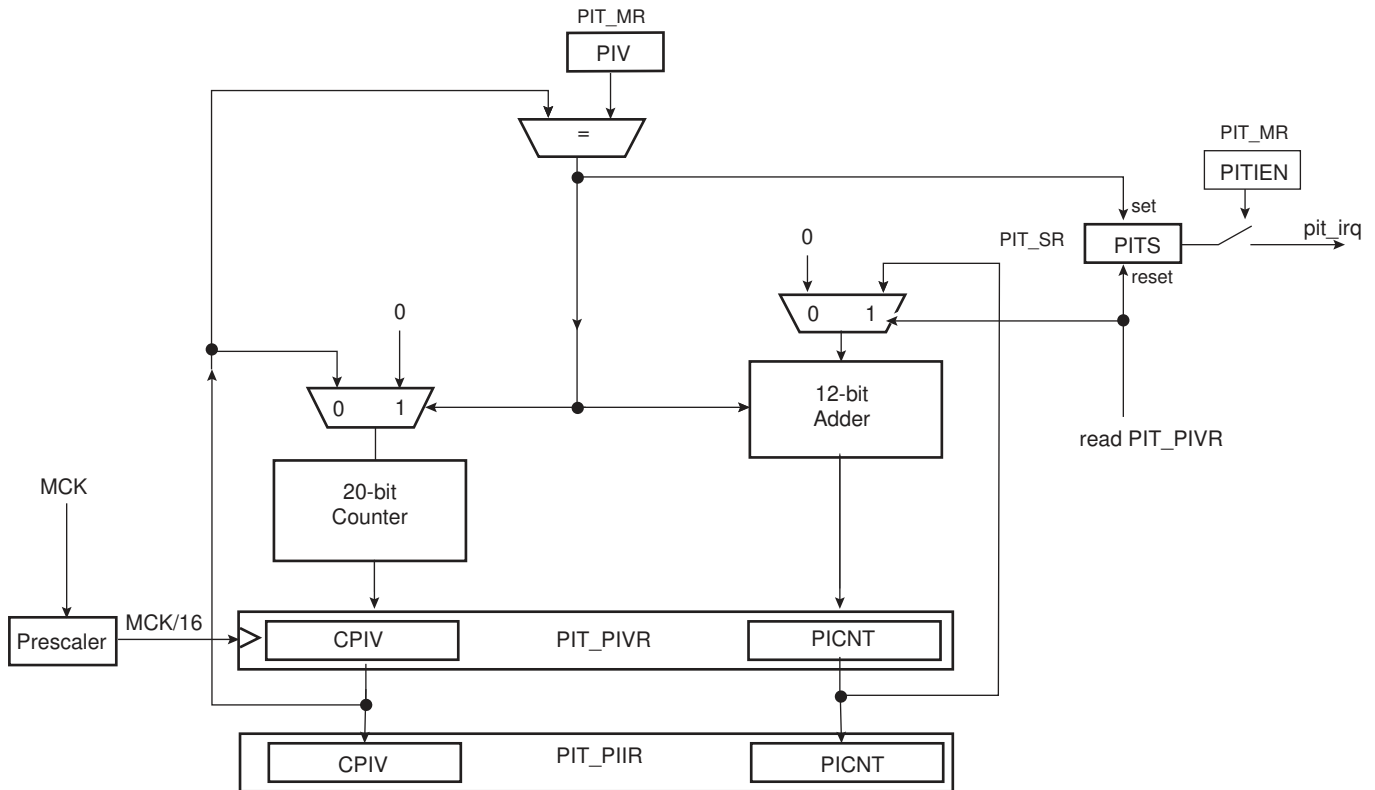 PIT_MR
PIV
=
PIT_MR
PITIEN
set
0
PIT_SR
PITS
pit_irq
reset
0 1
0
12-bit
Adder
0 1
read PIT_PIVR
MCK
20-bit
Counter
MCK/16
Prescaler
CPIV
PIT_PIVR
PICNT
CPIV
PIT_PIIR
PICNT